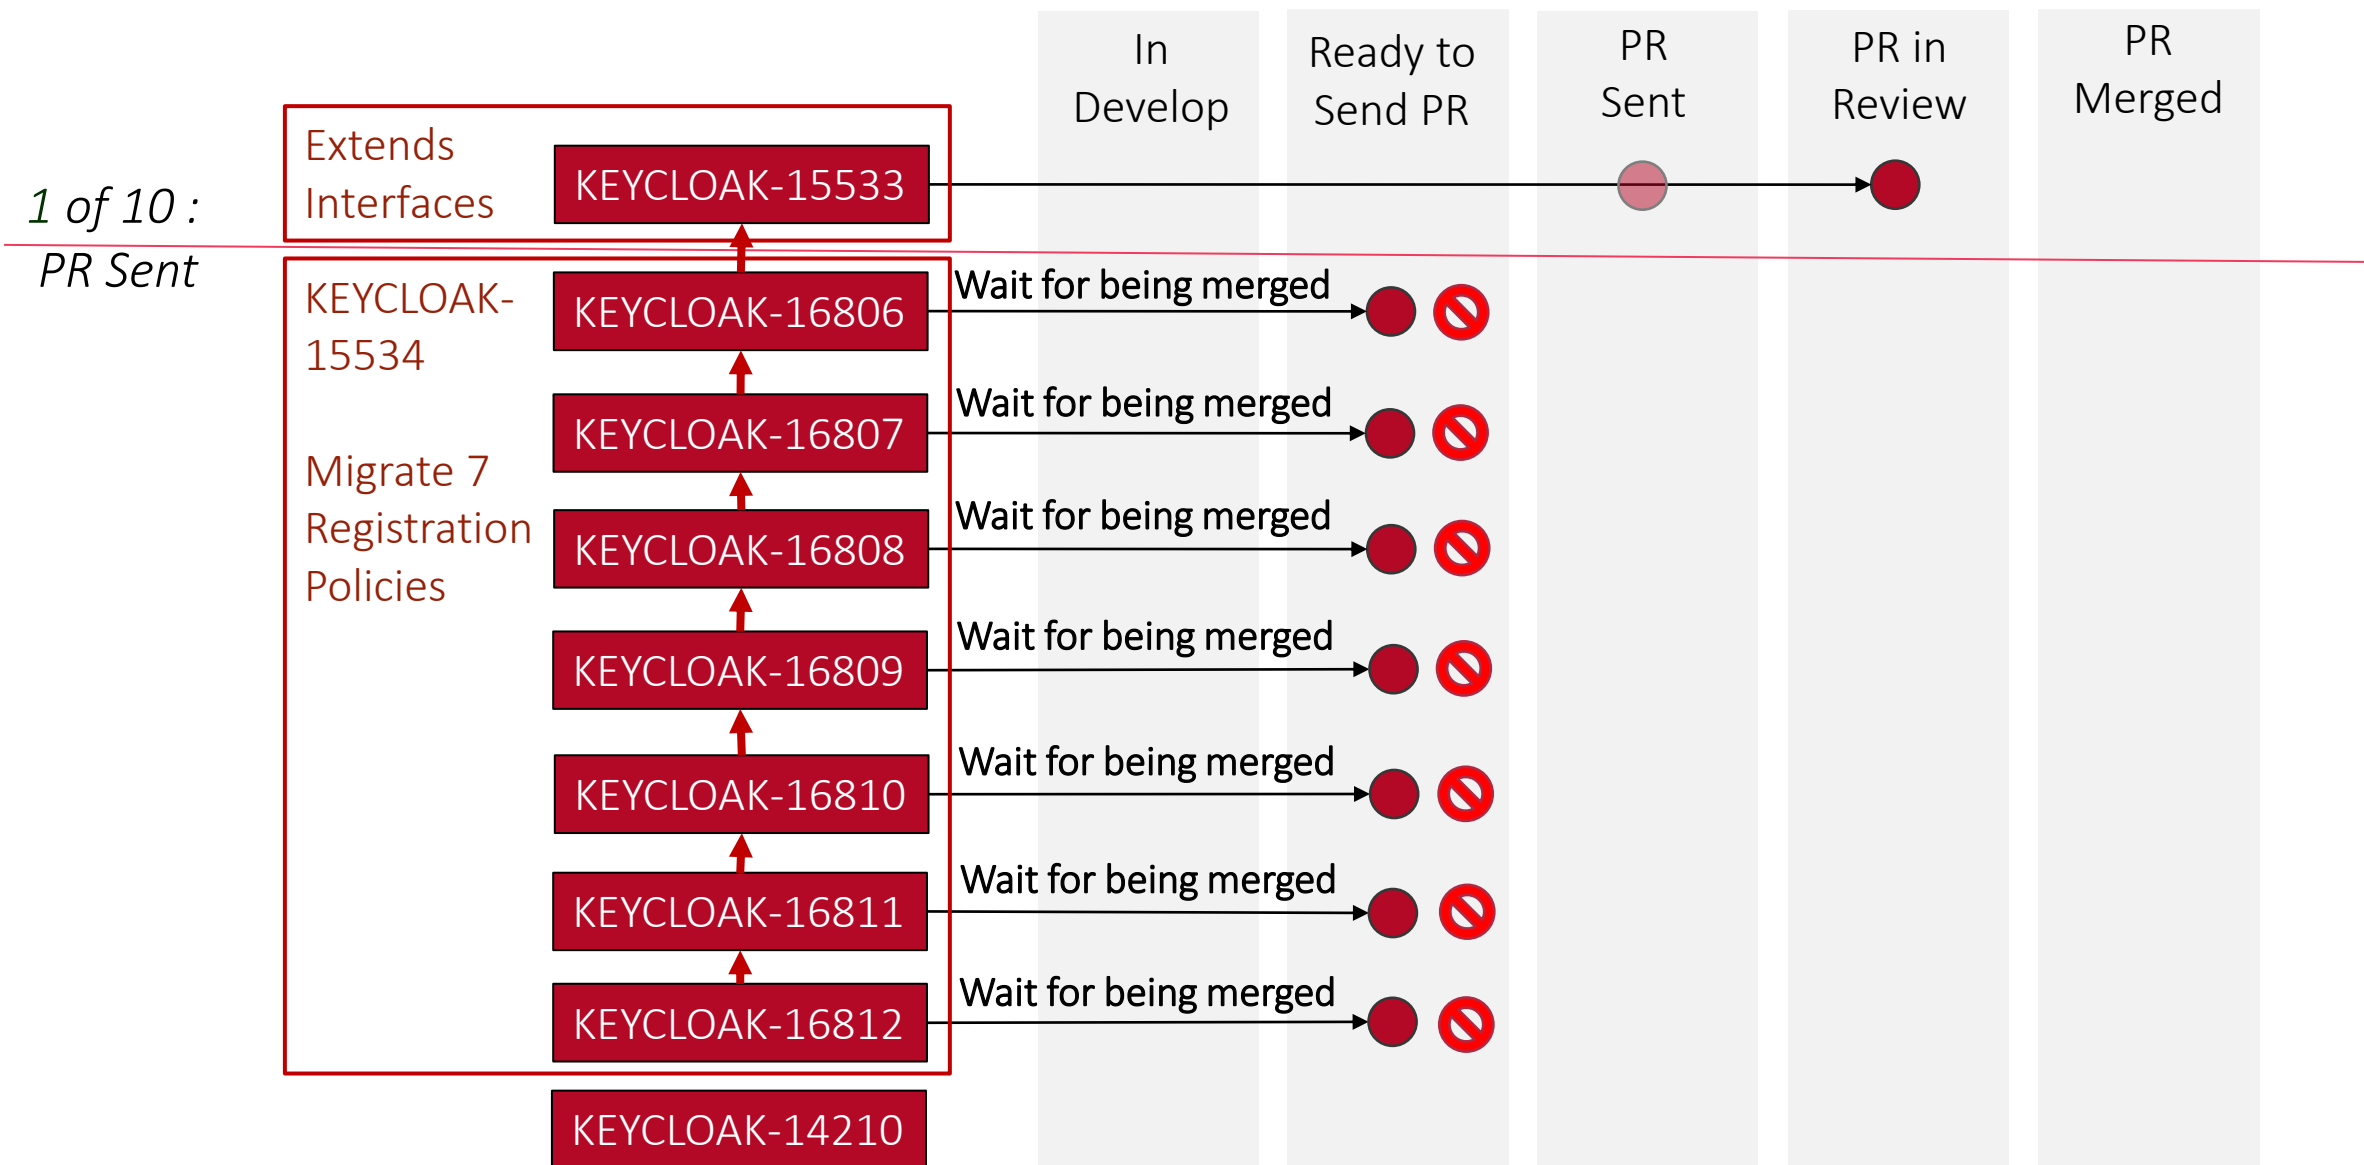 In
Develop
Ready to
Send PR
PR
Sent
PR in
Review
PR
Merged
1 of 10 :
PR Sent
Extends
Interfaces
KEYCLOAK-15533
KEYCLOAK-
15534
Migrate 7
Registration
Policies
KEYCLOAK-16806
Wait for being merged
KEYCLOAK-16807
Wait for being merged
KEYCLOAK-16808
Wait for being merged
KEYCLOAK-16809
Wait for being merged
KEYCLOAK-16810
Wait for being merged
KEYCLOAK-16811
Wait for being merged
KEYCLOAK-16812
Wait for being merged
KEYCLOAK-14210